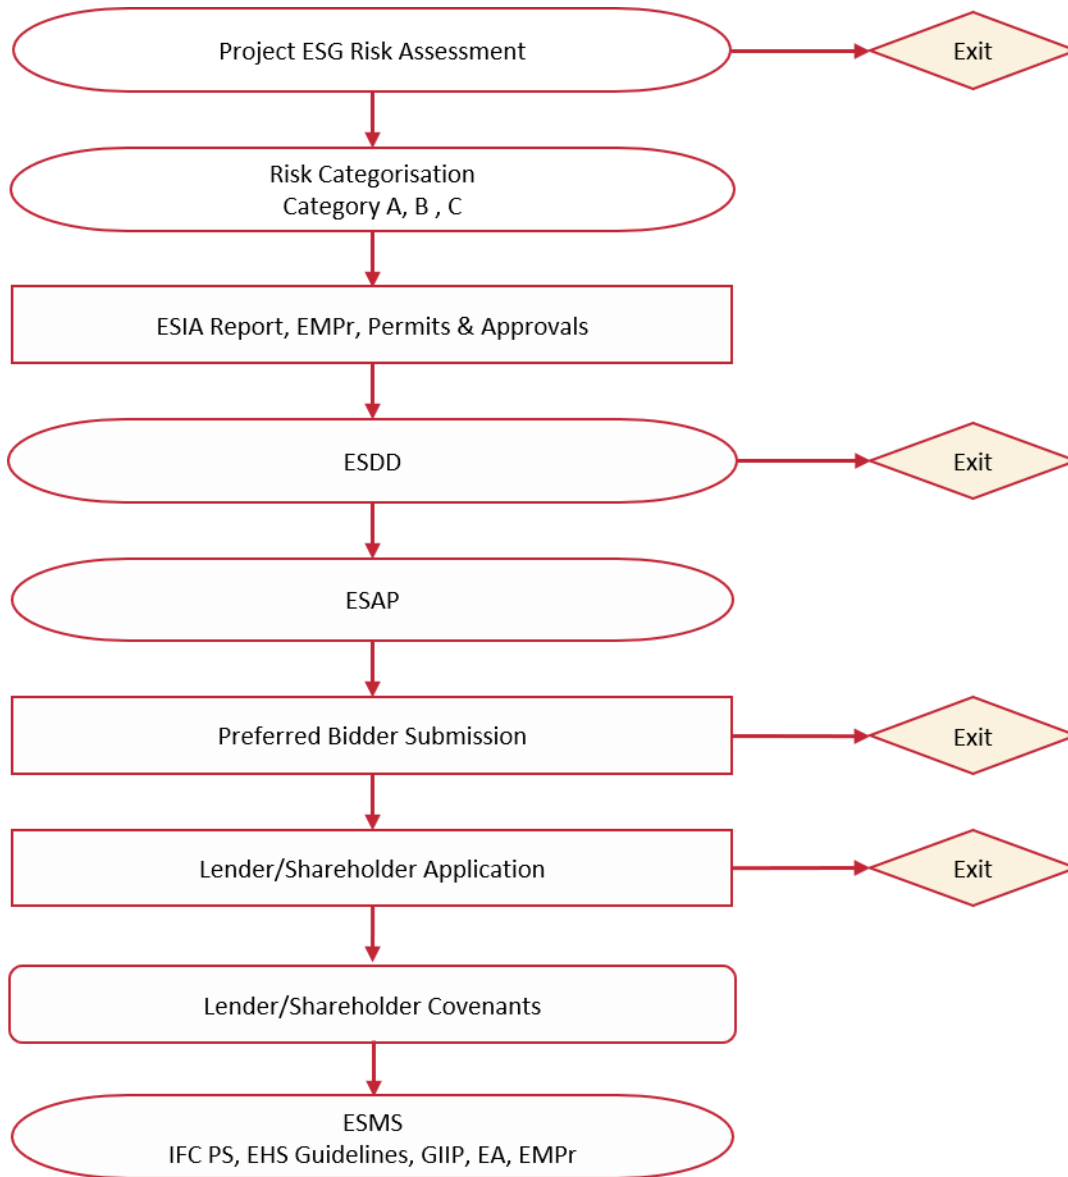 Project ESG Risk Assessment
Exit
Risk Categorisation
Category A, B , C
ESIA Report, EMPr, Permits & Approvals
ESDD
Exit
ESAP
Preferred Bidder Submission
Exit
Lender/Shareholder Application
Exit
Lender/Shareholder Covenants
ESMS
IFC PS, EHS Guidelines, GIIP, EA, EMPr